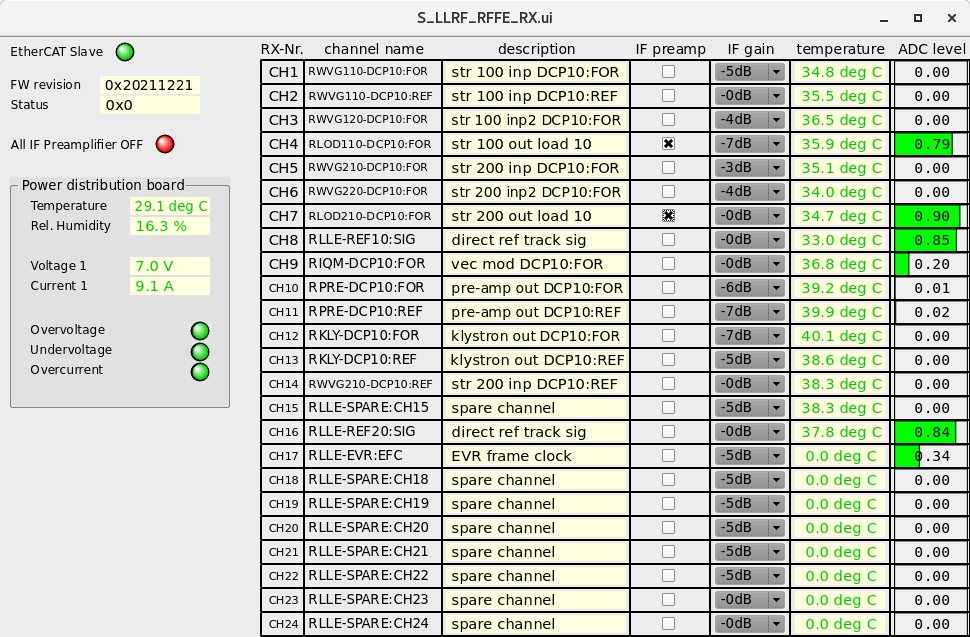 S_LLRF_RFFE_RX.ui
EtherCAT Slave
FW revision 0x20211221
Status 0x0
All IF Preamplifier OFF
Power distribution board
Temperature 29.1 deg C
Rel. Humidity 16.3 %
Voltage 1 7.0 V
Current 1 9.1 A
Overvoltage
Undervoltage
Overcurrent
RX-Nr. channel name description IF preamp IF gain temperature ADC level
CH1 RWVG110-DCP10:FOR str 100 inp DCP10:FOR -5dB 34.8 deg C 0.00
CH2 RWVG110-DCP10:REF str 100 inp DCP10:REF -0dB 35.5 deg C 0.00
CH3 RWVG120-DCP10:FOR str 100 inp2 DCP10:FOR -4dB 36.5 deg C 0.00
CH4 RLOD110-DCP10:FOR str 100 out load 10 -7dB 35.9 deg C 0.79
CH5 RWVG210-DCP10:FOR str 200 inp DCP10:FOR -3dB 35.1 deg C 0.00
CH6 RWVG220-DCP10:FOR str 200 inp2 DCP10:FOR -4dB 34.0 deg C 0.00
CH7 RLOD210-DCP10:FOR str 200 out load 10 -0dB 34.7 deg C 0.90
CH8 RLLE-REF10:SIG direct ref track sig -0dB 33.0 deg C 0.85
CH9 RIQM-DCP10:FOR vec mod DCP10:FOR -0dB 36.8 deg C 0.20
CH10 RPRE-DCP10:FOR pre-amp out DCP10:FOR -6dB 39.2 deg C 0.01
CH11 RPRE-DCP10:REF pre-amp out DCP10:REF -7dB 39.9 deg C 0.02
CH12 RKLY-DCP10:FOR klystron out DCP10:FOR -7dB 40.1 deg C 0.00
CH13 RKLY-DCP10:REF klystron out DCP10:REF -5dB 38.6 deg C 0.00
CH14 RWVG210-DCP10:REF str 200 inp DCP10:REF -0dB 38.3 deg C 0.00
CH15 RLLE-SPARE:CH15 spare channel -5dB 38.3 deg C 0.00
CH16 RLLE-REF20:SIG direct ref track sig -0dB 37.8 deg C 0.84
CH17 RLLE-EVR:EFC EVR frame clock -5dB 0.0 deg C 0.34
CH18 RLLE-SPARE:CH18 spare channel -5dB 0.0 deg C 0.00
CH19 RLLE-SPARE:CH19 spare channel -5dB 0.0 deg C 0.00
CH20 RLLE-SPARE:CH20 spare channel -5dB 0.0 deg C 0.00
CH21 RLLE-SPARE:CH21 spare channel -5dB 0.0 deg C 0.00
CH22 RLLE-SPARE:CH22 spare channel -5dB 0.0 deg C 0.00
CH23 RLLE-SPARE:CH23 spare channel -0dB 0.0 deg C 0.00
CH24 RLLE-SPARE:CH24 spare channel -0dB 0.0 deg C 0.00